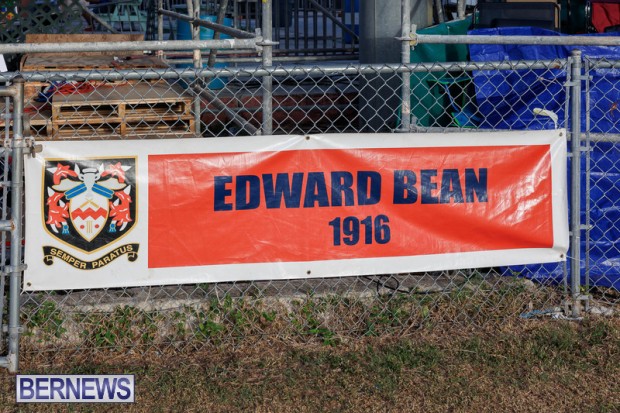 EDWARD BEAN
1916
SEMPER PARATUS
BERNEWS